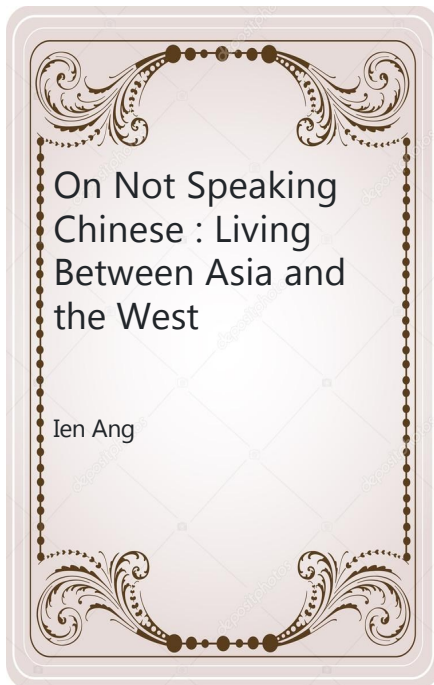 On Not Speaking
Chinese : Living
Between Asia and
the West
Ien Ang